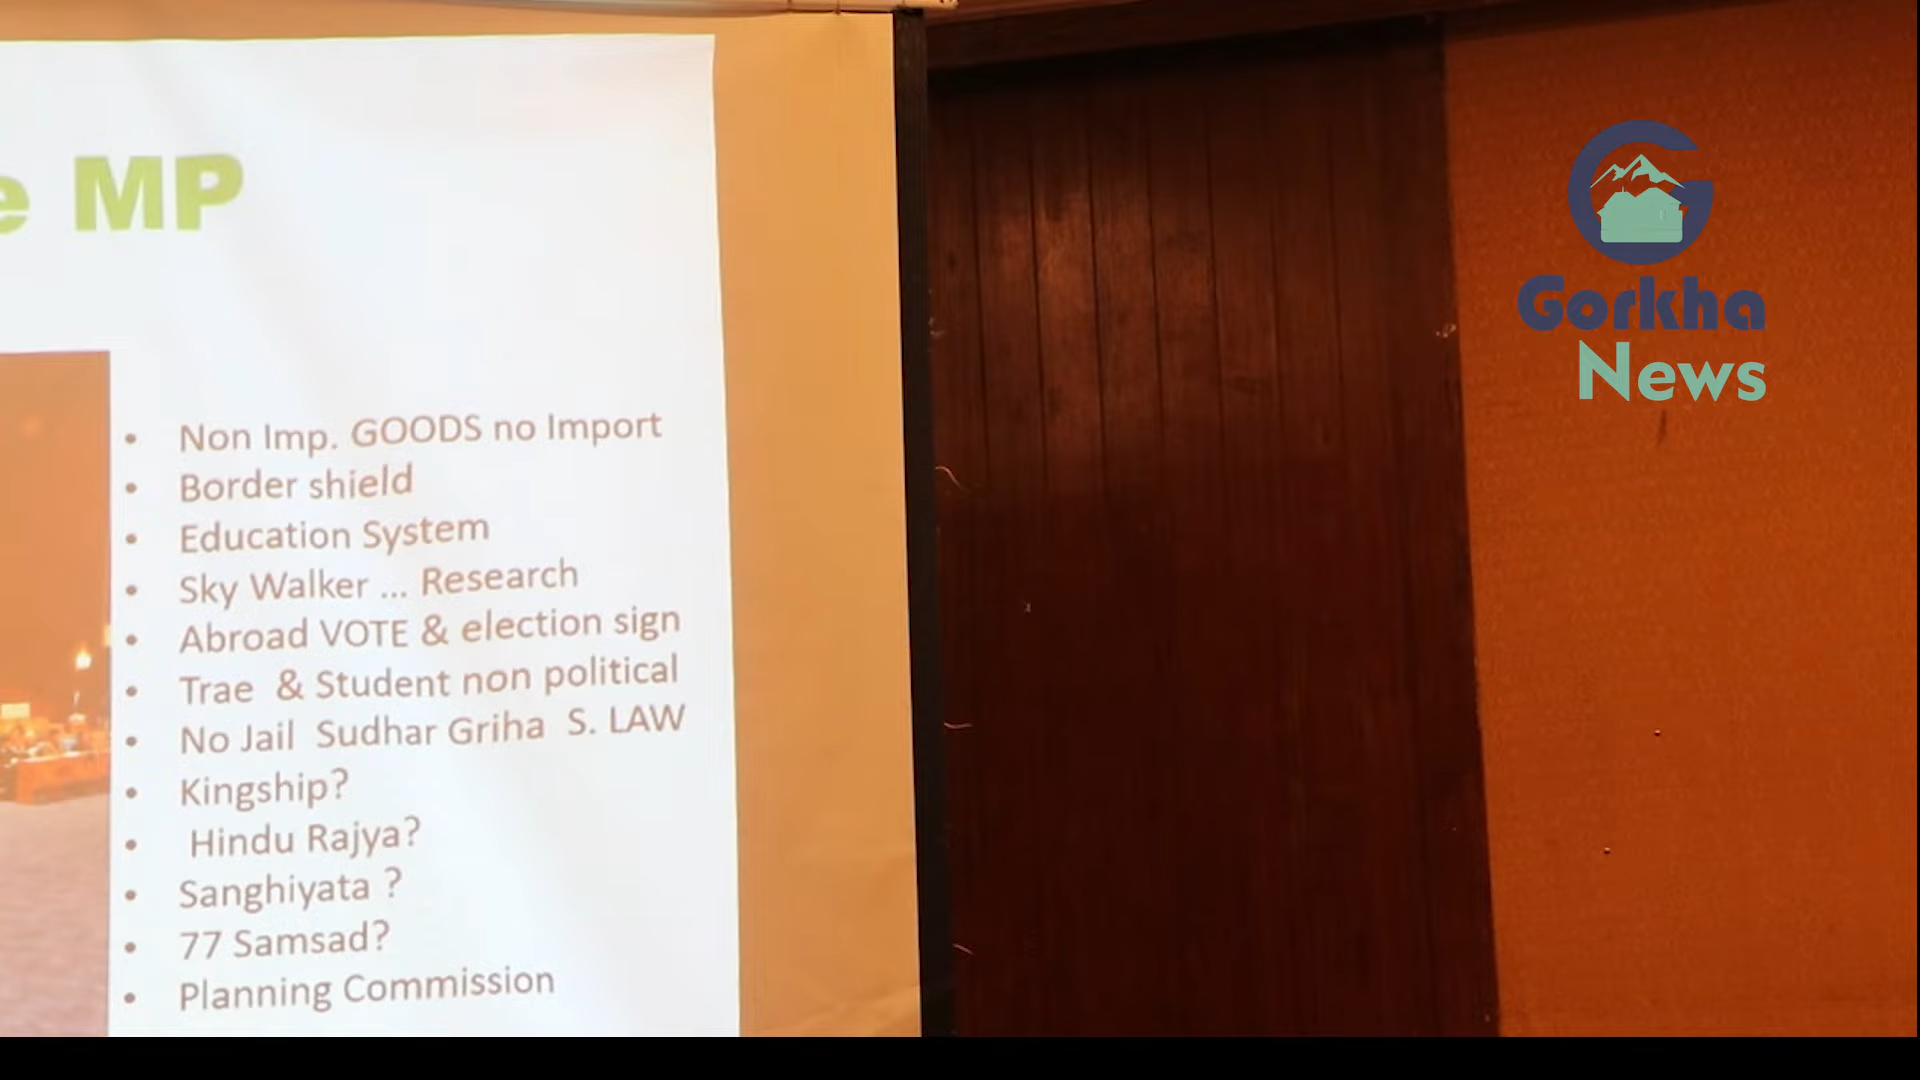 e MP
• Non Imp. GOODS no Import
• Border shield
• Education System
• Sky Walker ... Research
• Abroad VOTE & election sign
• Trae & Student non political
• No Jail Sudhar Griha S. LAW
• Kingship?
• Hindu Rajya?
• Sanghiyata ?
• 77 Samsad?
• Planning Commission
Gorkha
News